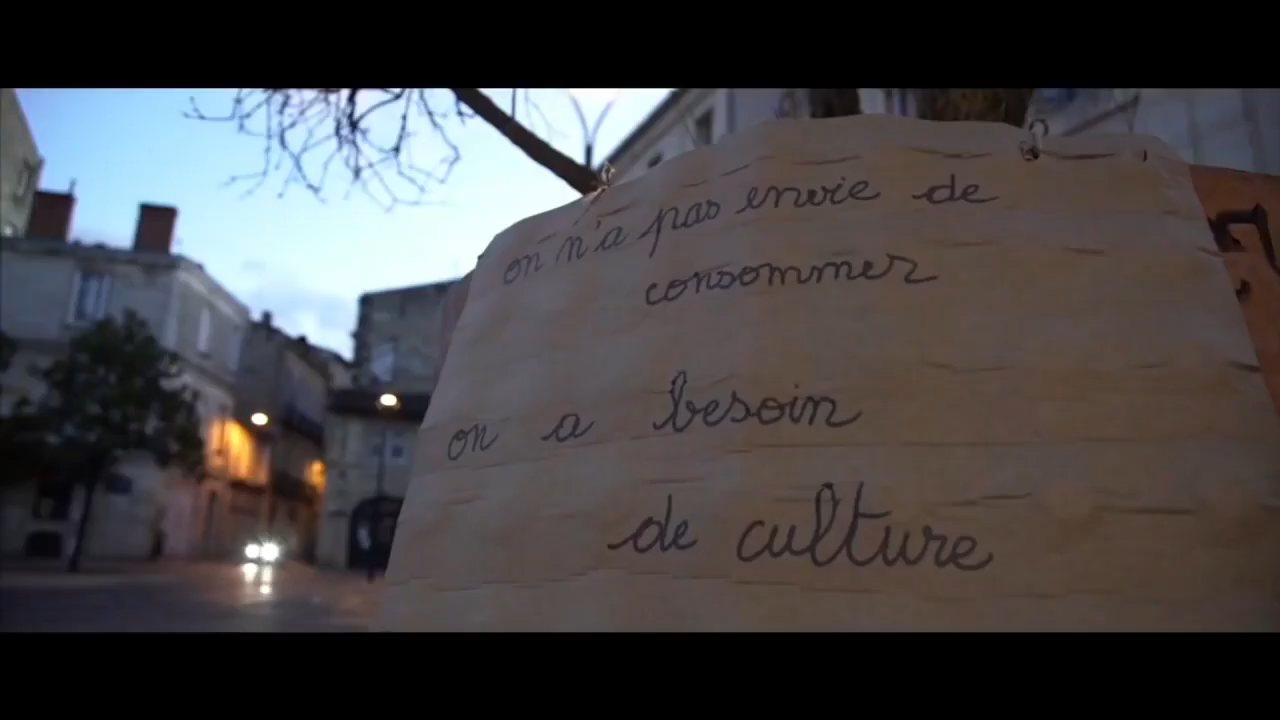 on n'a pas envie de
consommer
on a besoin
de culture